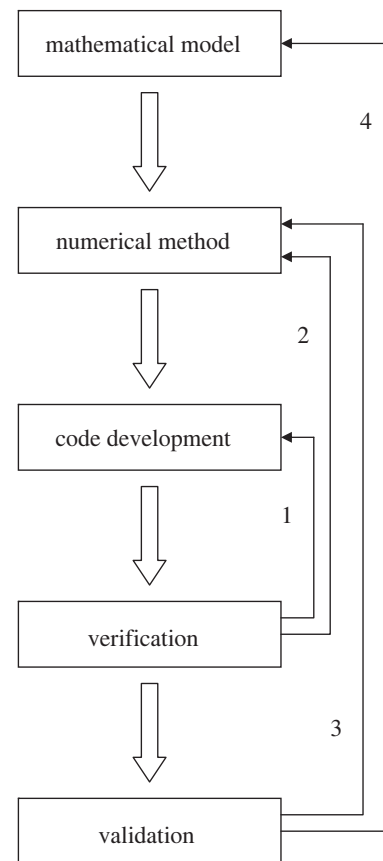 mathematical model
4
numerical method
2
code development
1
verification
3
validation